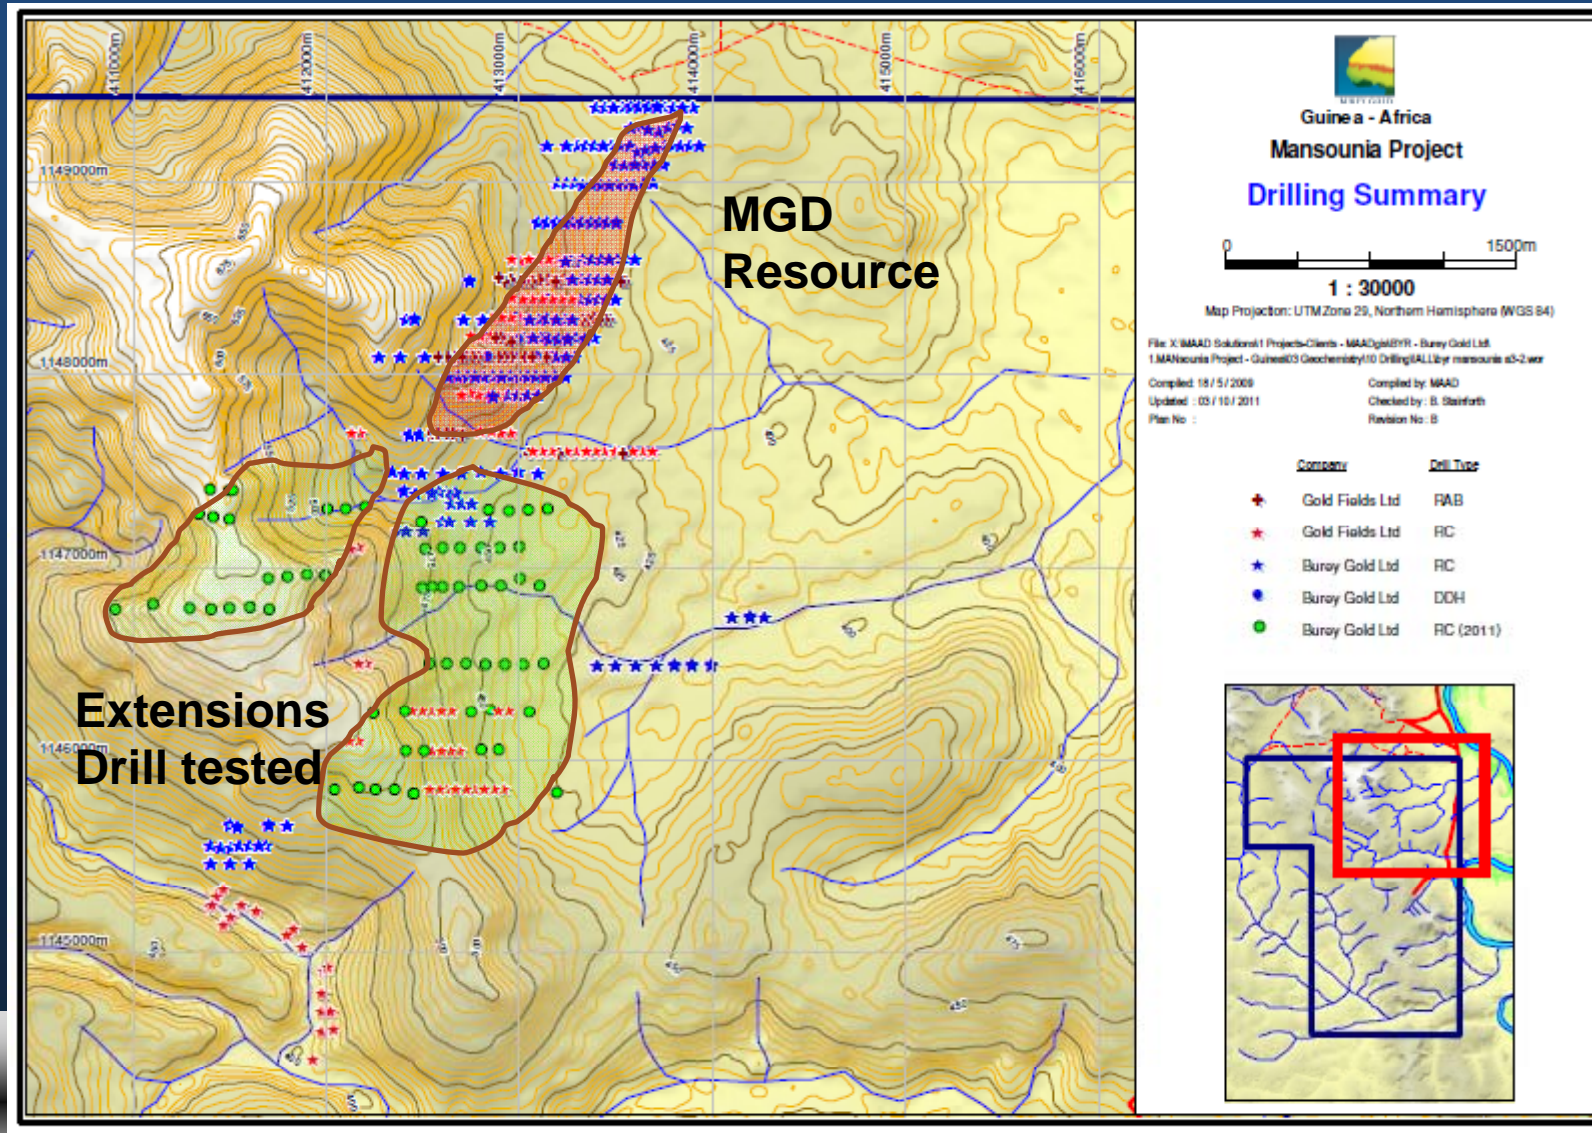 411000m
412000m
413000m
414000m
415000m
416000m
1149000m
1148000m
1147000m
1146000m
1145000m
MGD
Resource
Extensions
Drill tested
Guinea - Africa
Mansounia Project
Drilling Summary
0 1500m
1 : 30000
Map Projection: UTM Zone 29, Northern Hemisphere (WGS 84)
Compiled: 18 / 5 / 2009
Compiled by: MAAD
Updated : 03 / 10 / 2011
Checked by : B. Stainforth
Plan No :
Revision No : B
Company Drill Type
Gold Fields Ltd RAB
Gold Fields Ltd RC
Burey Gold Ltd RC
Burey Gold Ltd DDH
Burey Gold Ltd RC (2011)